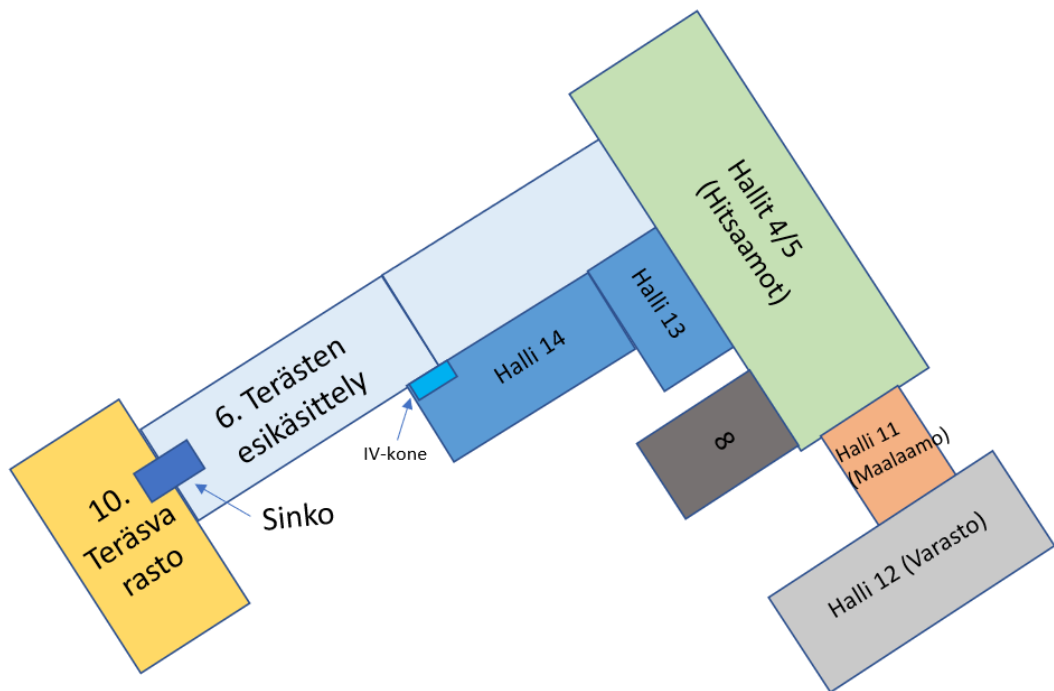 Hallit 4/5
(Hitsaamot)
Halli 13
Halli 14
6. Terästen
esikäsittely
IV-kone
10.
Teräsva
rasto
Sinko
8
Halli 11
(Maalaamo)
Halli 12 (Varasto)